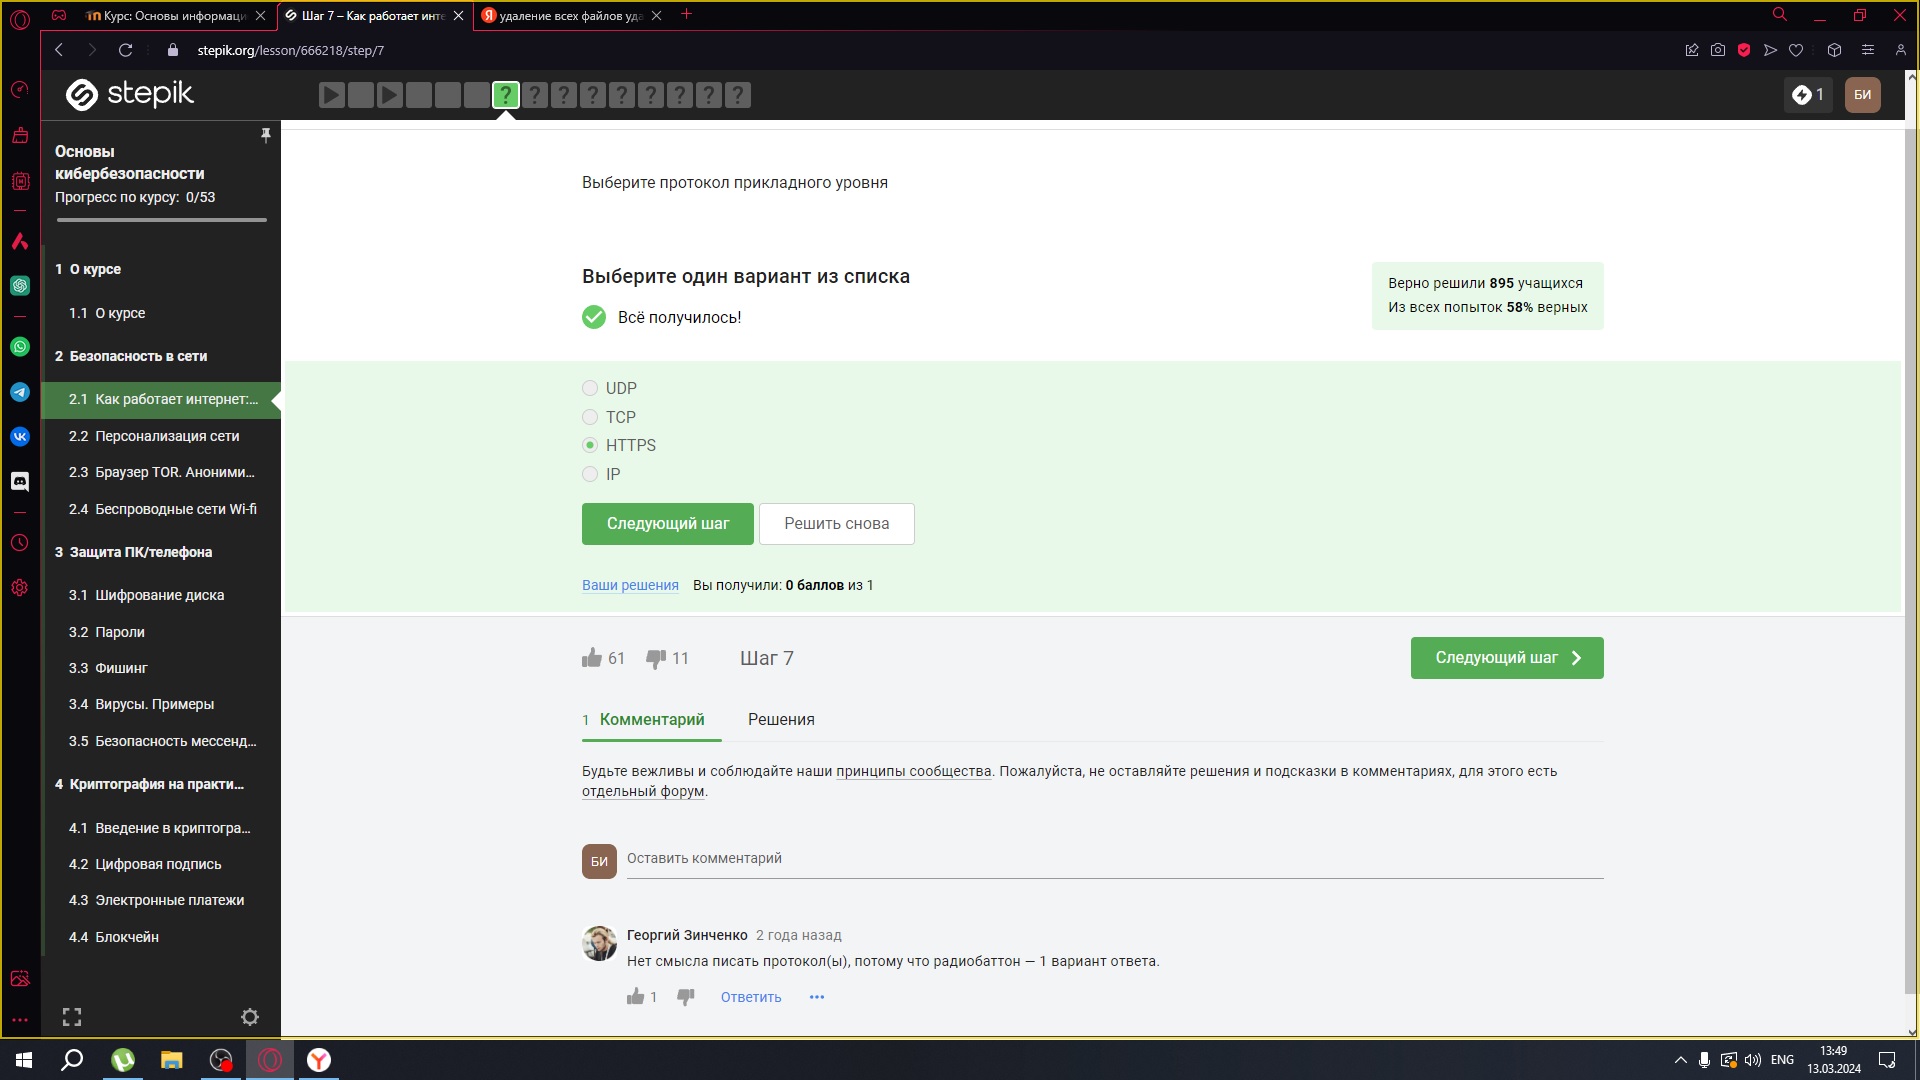 Курс: Основы информаци
Шаг 7 – Как работает инте
Я удаление всех файлов уда
stepik.org/lesson/666218/step/7
stepik
? ? ? ? ? ? ? ? ?
1
БИ
Основы
кибербезопасности
Прогресс по курсу: 0/53
1 О курсе
1.1 О курсе
2 Безопасность в сети
2.1 Как работает интернет:...
2.2 Персонализация сети
2.3 Браузер TOR. Аноними...
2.4 Беспроводные сети Wi-fi
3 Защита ПК/телефона
3.1 Шифрование диска
3.2 Пароли
3.3 Фишинг
3.4 Вирусы. Примеры
3.5 Безопасность мессенд...
4 Криптография на практи...
4.1 Введение в криптогра...
4.2 Цифровая подпись
4.3 Электронные платежи
4.4 Блокчейн
Выберите протокол прикладного уровня
Выберите один вариант из списка
Всё получилось!
Верно решили 895 учащихся
Из всех попыток 58% верных
UDP
TCP
HTTPS
IP
Следующий шаг
Решить снова
Ваши решения Вы получили: 0 баллов из 1
61 11 Шаг 7
Следующий шаг
1 Комментарий Решения
Будьте вежливы и соблюдайте наши принципы сообщества. Пожалуйста, не оставляйте решения и подсказки в комментариях, для этого есть
отдельный форум.
БИ Оставить комментарий
Георгий Зинченко 2 года назад
Нет смысла писать протокол(ы), потому что радиобаттон — 1 вариант ответа.
1 Ответить ...
ENG
13:49
13.03.2024